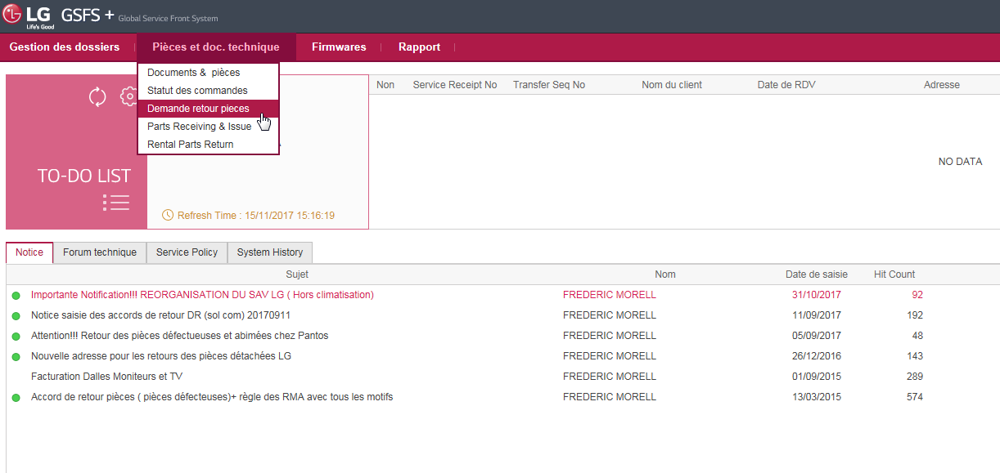 LG GSFS + Global Service Front System
Life's Good
Gestion des dossiers Pièces et doc. technique Firmwares Rapport
Documents & pièces
Statut des commandes
Demande retour pieces
Parts Receiving & Issue
Rental Parts Return
TO-DO LIST
Refresh Time : 15/11/2017 15:16:19
Non Service Receipt No Transfer Seq No Nom du client Date de RDV Adresse
NO DATA
Notice Forum technique Service Policy System History
Sujet Nom Date de saisie Hit Count
Importante Notification!!! REORGANISATION DU SAV LG ( Hors climatisation) FREDERIC MORELL 31/10/2017 92
Notice saisie des accords de retour DR (sol com) 20170911 FREDERIC MORELL 11/09/2017 192
Attention!!! Retour des pièces défectueuses et abimées chez Pantos FREDERIC MORELL 05/09/2017 48
Nouvelle adresse pour les retours des pièces détachées LG FREDERIC MORELL 26/12/2016 143
Facturation Dalles Moniteurs et TV FREDERIC MORELL 01/09/2015 289
Accord de retour pièces ( pièces défecteuses)+ règle des RMA avec tous les motifs FREDERIC MORELL 13/03/2015 574